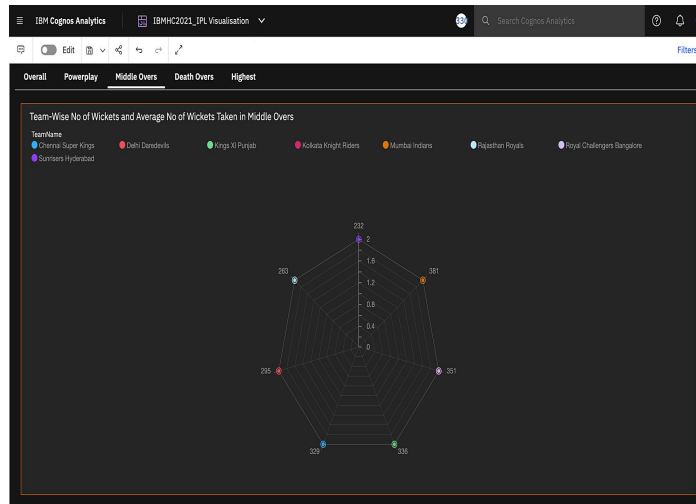 IBM Cognos Analytics
IBMHC2021_IPL Visualisation
Search Cognos Analytics
Edit
Filters
Overall Powerplay Middle Overs Death Overs Highest
Team-Wise No of Wickets and Average No of Wickets Taken in Middle Overs
TeamName
Chennai Super Kings Delhi Daredevils Kings XI Punjab Kolkata Knight Riders Mumbai Indians Rajasthan Royals Royal Challengers Bangalore
Sunrisers Hyderabad
232
2
263
1.6
381
1.2
0.8
0.4
0
295
351
329
336